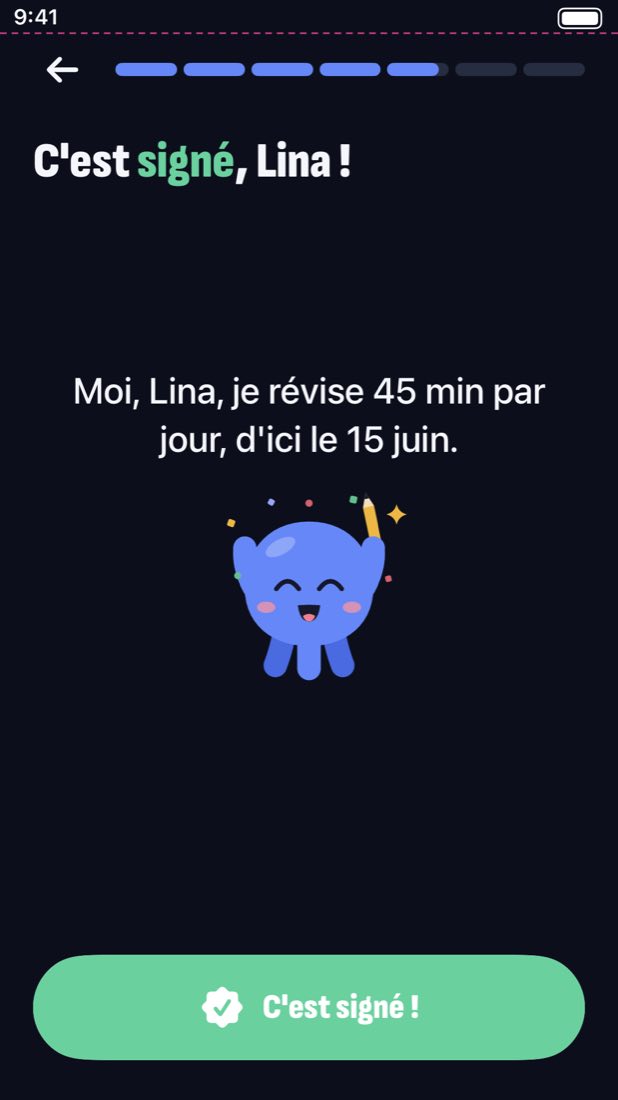 9:41
C'est signé, Lina !
Moi, Lina, je révise 45 min par
jour, d'ici le 15 juin.
C'est signé !